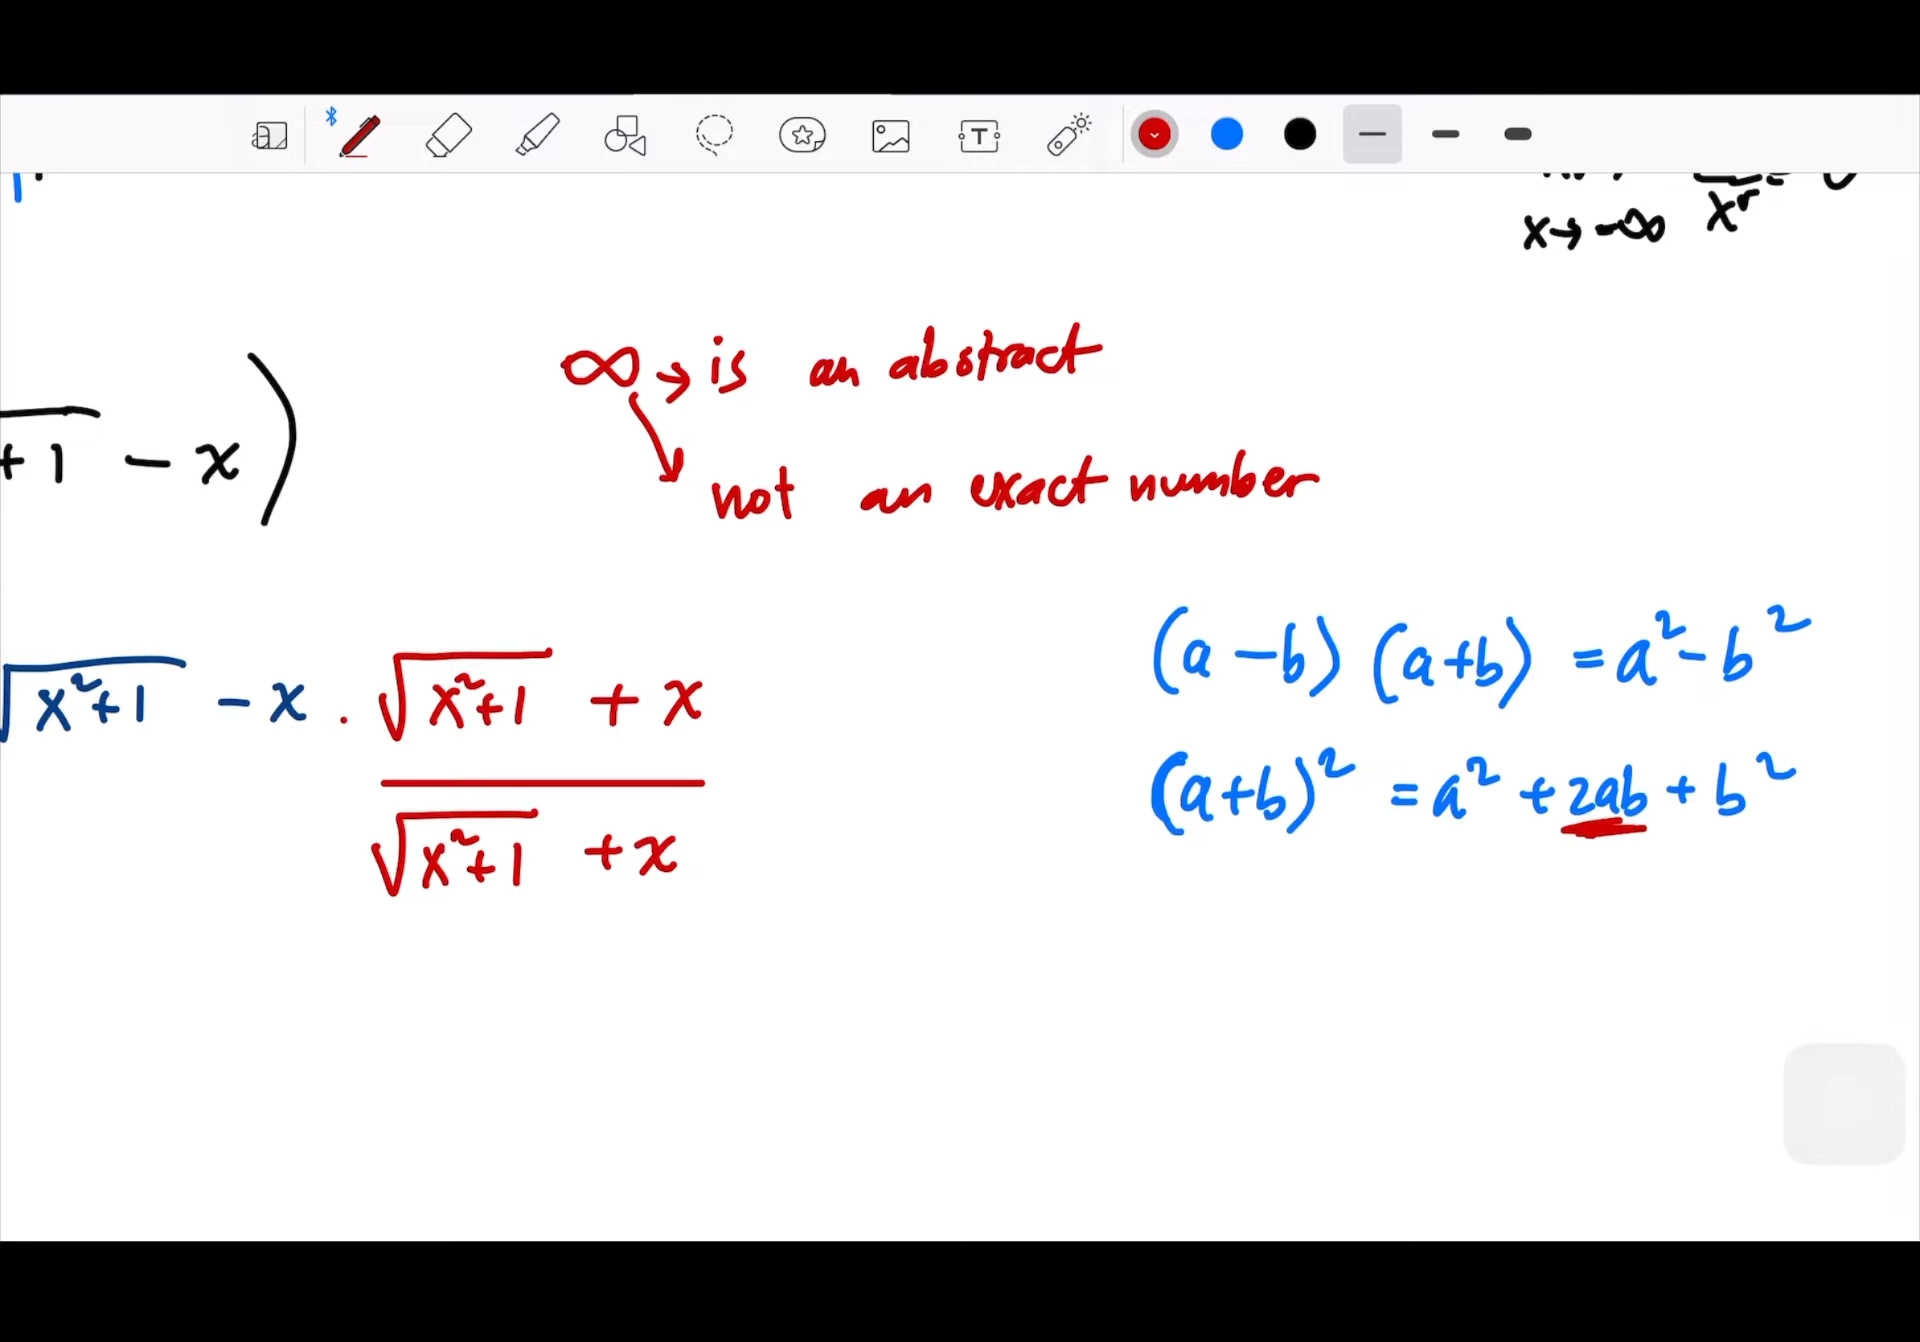 x→-∞ x^r
∞ → is an abstract
+1 - x)
not an exact number
(a-b)(a+b) = a²-b²
√x²+1 - x . √x²+1 + x
(a+b)² = a² + 2ab + b²
√x²+1 + x